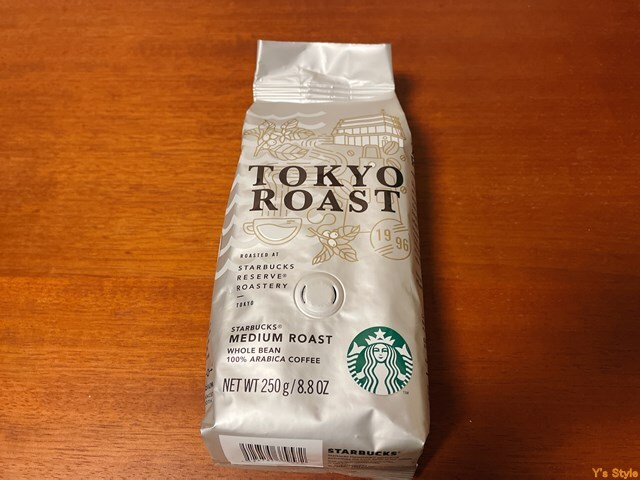 TOKYO
ROAST
19
96
ROASTED AT
STARBUCKS
RESERVE®
ROASTERY
—
TOKYO
STARBUCKS®
MEDIUM ROAST
WHOLE BEAN
100% ARABICA COFFEE
NET WT 250 g / 8.8 OZ
STARBUCKS®
Y's Style